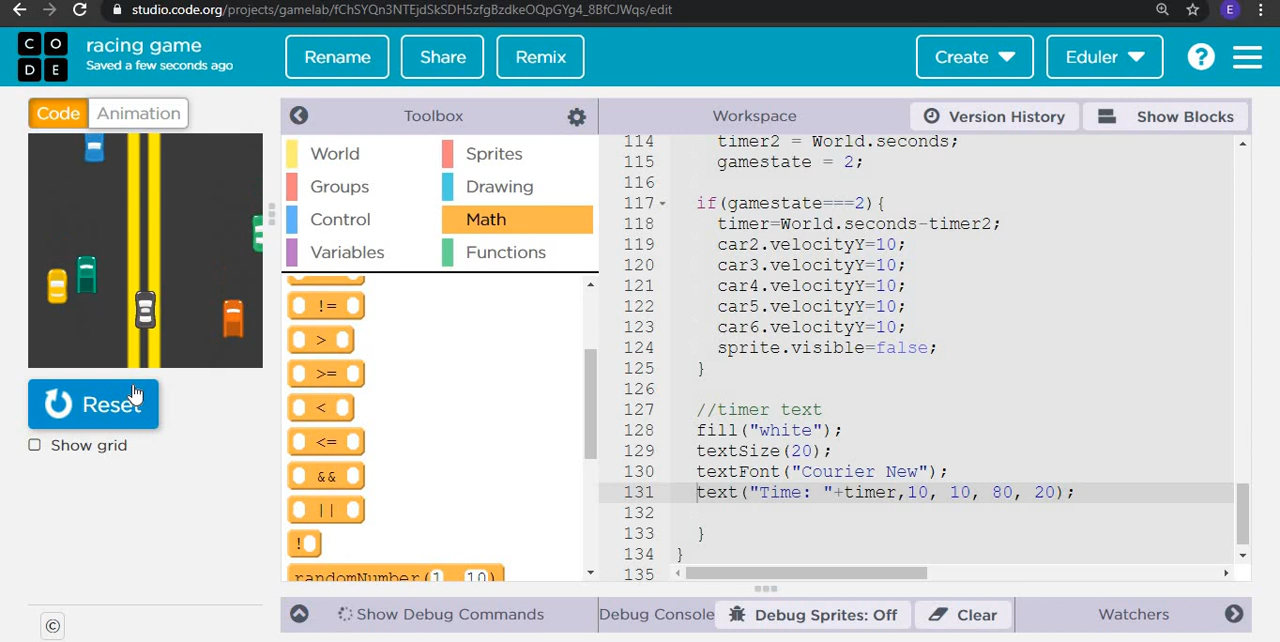 studio.code.org/projects/gamelab/fChSYQn3NTEjdSkSDH5zfgBzdkeOQpGYg4_8BfCJWqs/edit
E
C O
D E
racing game
Saved a few seconds ago
Rename
Share
Remix
Create
Eduler
?
Code
Animation
Toolbox
Workspace
Version History
Show Blocks
World
Sprites
Groups
Drawing
Control
Math
Variables
Functions
!=
>
>=
<
<=
&&
||
!
randomNumber(1 10)
114 timer2 = World.seconds;
115 gamestate = 2;
116
117 if(gamestate===2){
118 timer=World.seconds-timer2;
119 car2.velocityY=10;
120 car3.velocityY=10;
121 car4.velocityY=10;
122 car5.velocityY=10;
123 car6.velocityY=10;
124 sprite.visible=false;
125 }
126
127 //timer text
128 fill("white");
129 textSize(20);
130 textFont("Courier New");
131 text("Time: "+timer,10, 10, 80, 20);
132
133 }
134 }
135
Reset
Show grid
©
Show Debug Commands
Debug Console
Debug Sprites: Off
Clear
Watchers